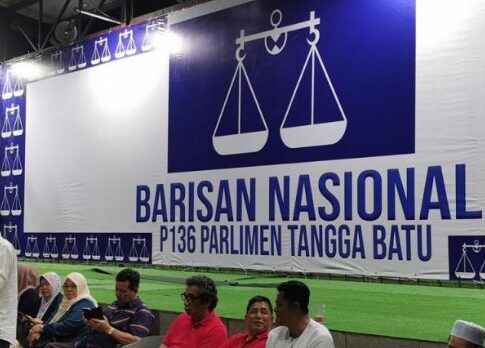 BARISAN NASIONAL
P136 PARLIMEN TANGGA BATU